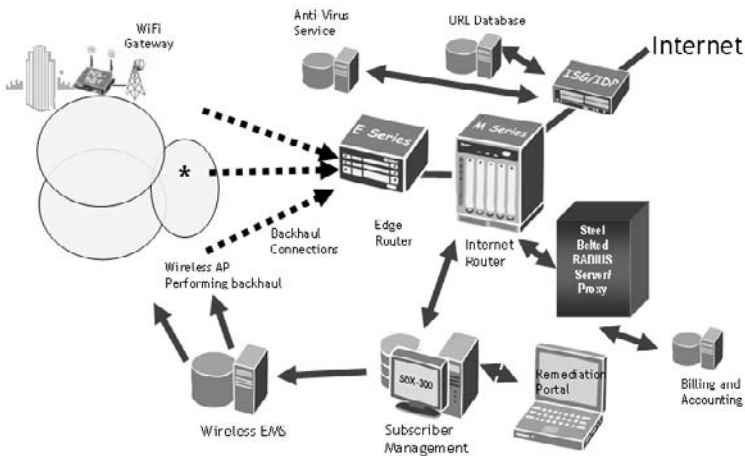 WiFi
Gateway
Anti-Virus
Service
URL Database
Internet
ISG/IDP
E Series
M Series
*
Backhaul
Connections
Edge
Router
Internet
Router
Steel
Belted
RADIUS
Server/
Proxy
Wireless AP
Performing backhaul
SDX-300
Remediation
Portal
Billing and
Accounting
Wireless EMS
Subscriber
Management